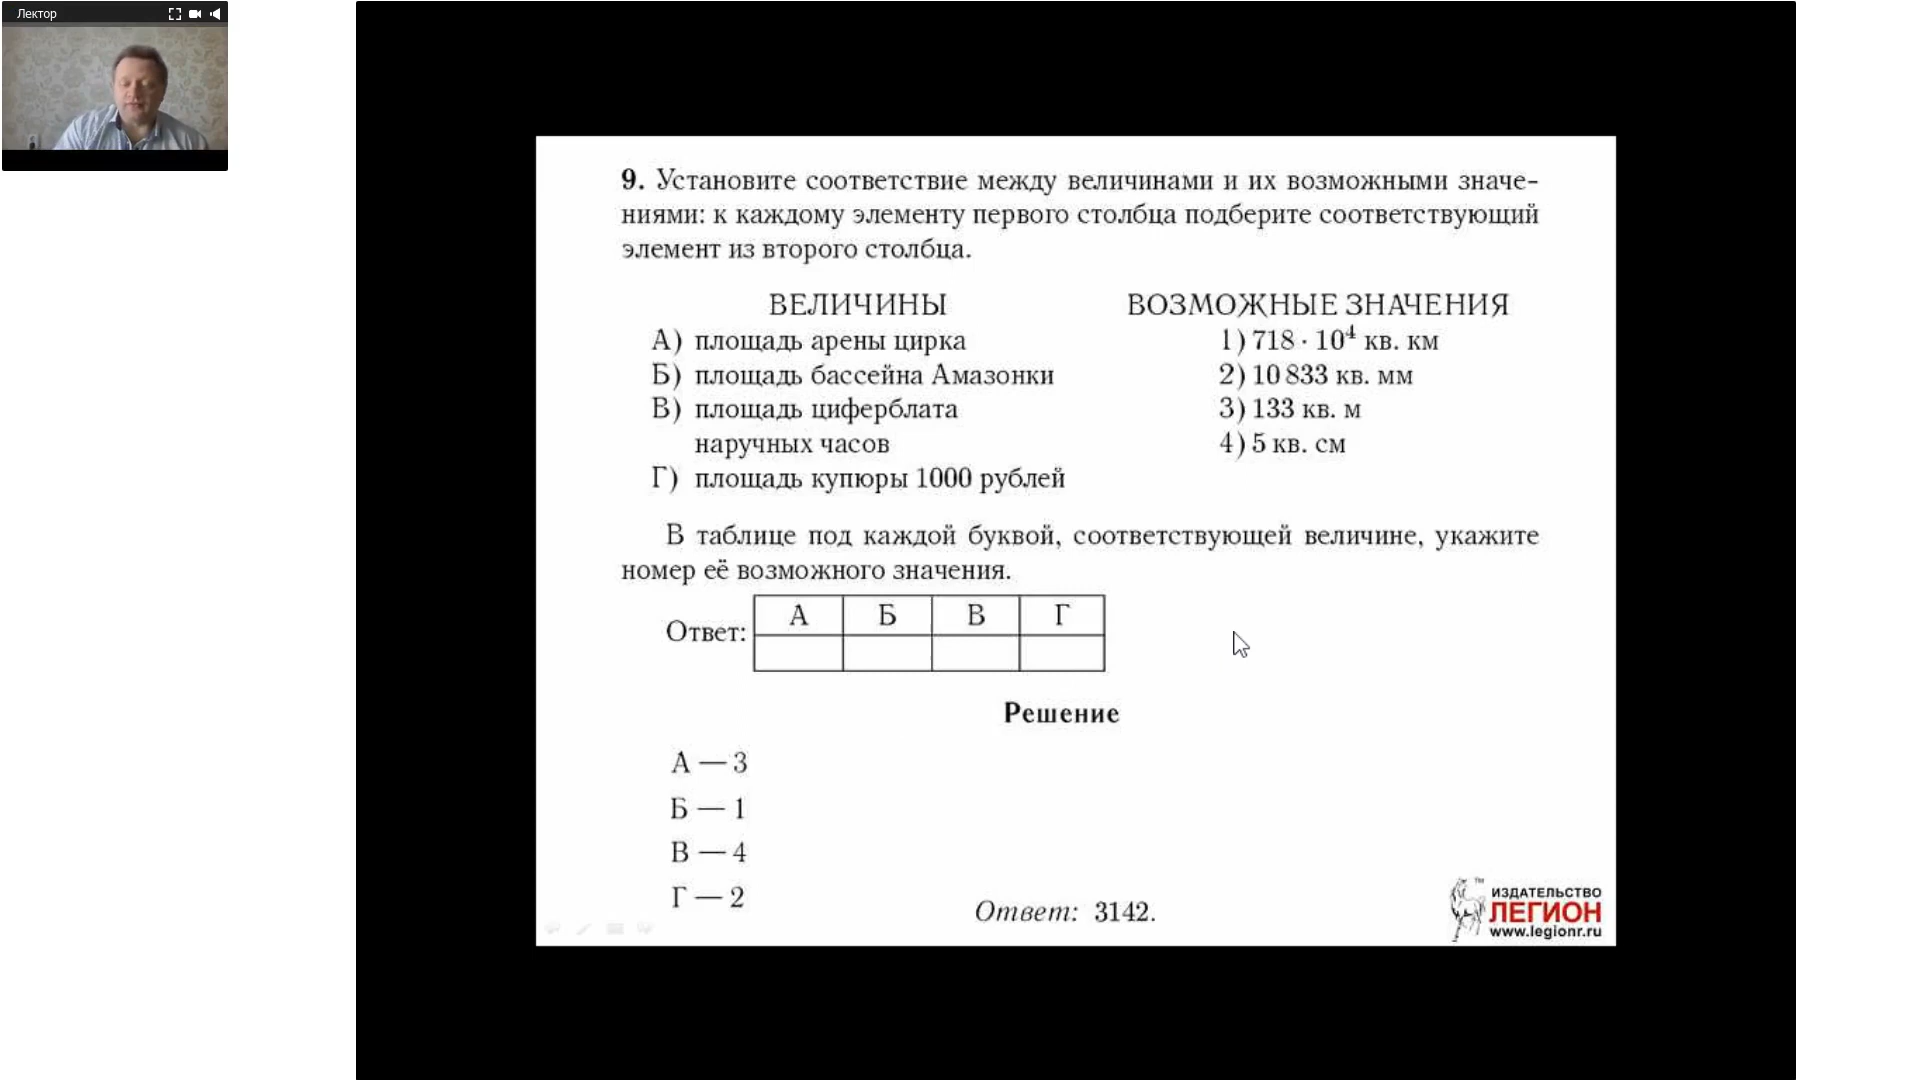 Лектор
9. Установите соответствие между величинами и их возможными значе-
ниями: к каждому элементу первого столбца подберите соответствующий
элемент из второго столбца.
ВЕЛИЧИНЫ
А) площадь арены цирка
Б) площадь бассейна Амазонки
В) площадь циферблата
наручных часов
Г) площадь купюры 1000 рублей
ВОЗМОЖНЫЕ ЗНАЧЕНИЯ
1) 718 · 10⁴ кв. км
2) 10 833 кв. мм
3) 133 кв. м
4) 5 кв. см
В таблице под каждой буквой, соответствующей величине, укажите
номер её возможного значения.
Ответ:
А Б В Г
Решение
А — 3
Б — 1
В — 4
Г — 2
Ответ: 3142.
TM
ИЗДАТЕЛЬСТВО
ЛЕГИОН
www.legionr.ru